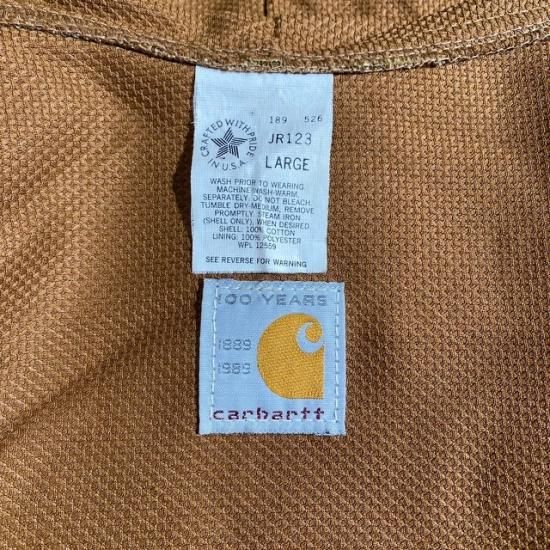 CRAFTED WITH PRIDE
IN U.S.A.
189 526
JR123
LARGE
WASH PRIOR TO WEARING.
MACHINE WASH-WARM,
SEPARATELY. DO NOT BLEACH.
TUMBLE DRY-MEDIUM, REMOVE
PROMPTLY. STEAM IRON
(SHELL ONLY), WHEN DESIRED.
SHELL: 100% COTTON
LINING: 100% POLYESTER
WPL 12559
SEE REVERSE FOR WARNING
100 YEARS
1889
1989
carhartt